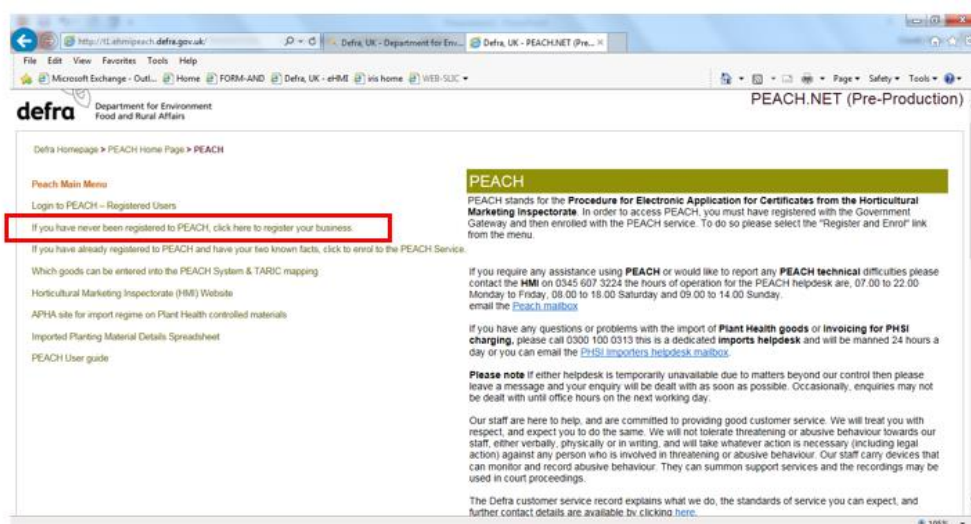 http://t1.ehmipeach.defra.gov.uk/
Defra, UK - Department for Env...
Defra, UK - PEACH.NET (Pre...
File Edit View Favorites Tools Help
Microsoft Exchange - Outl... Home FORM-AND Defra, UK - eHMI iris home WEB-SLIC
Page Safety Tools
defra
Department for Environment
Food and Rural Affairs
PEACH.NET (Pre-Production)
Defra Homepage > PEACH Home Page > PEACH
Peach Main Menu
Login to PEACH – Registered Users
If you have never been registered to PEACH, click here to register your business.
If you have already registered to PEACH and have your two known facts, click to enrol to the PEACH Service.
Which goods can be entered into the PEACH System & TARIC mapping
Horticultural Marketing Inspectorate (HMI) Website
APHA site for import regime on Plant Health controlled materials
Imported Planting Material Details Spreadsheet
PEACH User guide
PEACH
PEACH stands for the Procedure for Electronic Application for Certificates from the Horticultural
Marketing Inspectorate. In order to access PEACH, you must have registered with the Government
Gateway and then enrolled with the PEACH service. To do so please select the "Register and Enrol" link
from the menu.
If you require any assistance using PEACH or would like to report any PEACH technical difficulties please
contact the HMI on 0345 607 3224 the hours of operation for the PEACH helpdesk are, 07.00 to 22.00
Monday to Friday, 08.00 to 18.00 Saturday and 09.00 to 14.00 Sunday.
email the Peach mailbox
If you have any questions or problems with the import of Plant Health goods or Invoicing for PHSI
charging, please call 0300 100 0313 this is a dedicated imports helpdesk and will be manned 24 hours a
day or you can email the PHSI Importers helpdesk mailbox.
Please note If either helpdesk is temporarily unavailable due to matters beyond our control then please
leave a message and your enquiry will be dealt with as soon as possible. Occasionally, enquiries may not
be dealt with until office hours on the next working day.
Our staff are here to help, and are committed to providing good customer service. We will treat you with
respect, and expect you to do the same. We will not tolerate threatening or abusive behaviour towards our
staff, either verbally, physically or in writing, and will take whatever action is necessary (including legal
action) against any person who is involved in threatening or abusive behaviour. Our staff carry devices that
can monitor and record abusive behaviour. They can summon support services and the recordings may be
used in court proceedings.
The Defra customer service record explains what we do, the standards of service you can expect, and
further contact details are available by clicking here.
105%